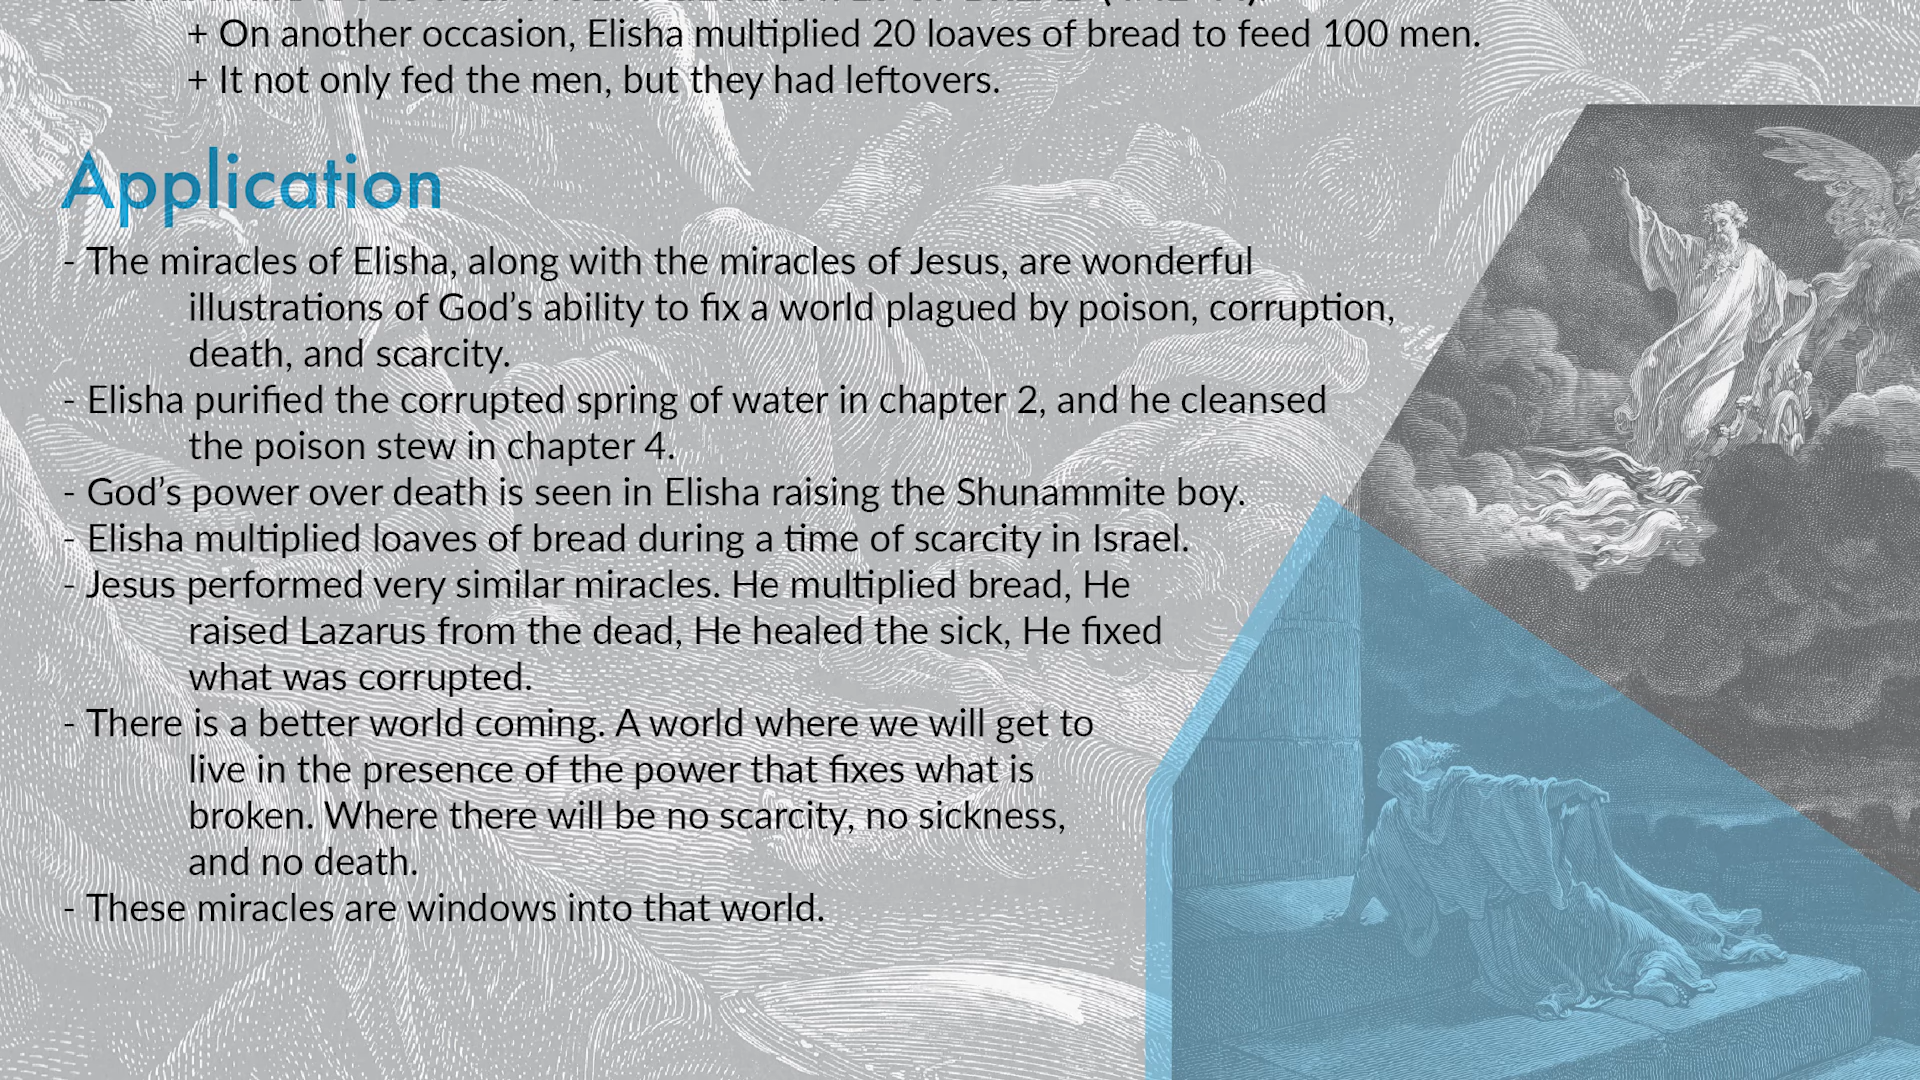 + On another occasion, Elisha multiplied 20 loaves of bread to feed 100 men.
+ It not only fed the men, but they had leftovers.
Application
- The miracles of Elisha, along with the miracles of Jesus, are wonderful
illustrations of God’s ability to fix a world plagued by poison, corruption,
death, and scarcity.
- Elisha purified the corrupted spring of water in chapter 2, and he cleansed
the poison stew in chapter 4.
- God’s power over death is seen in Elisha raising the Shunammite boy.
- Elisha multiplied loaves of bread during a time of scarcity in Israel.
- Jesus performed very similar miracles. He multiplied bread, He
raised Lazarus from the dead, He healed the sick, He fixed
what was corrupted.
- There is a better world coming. A world where we will get to
live in the presence of the power that fixes what is
broken. Where there will be no scarcity, no sickness,
and no death.
- These miracles are windows into that world.